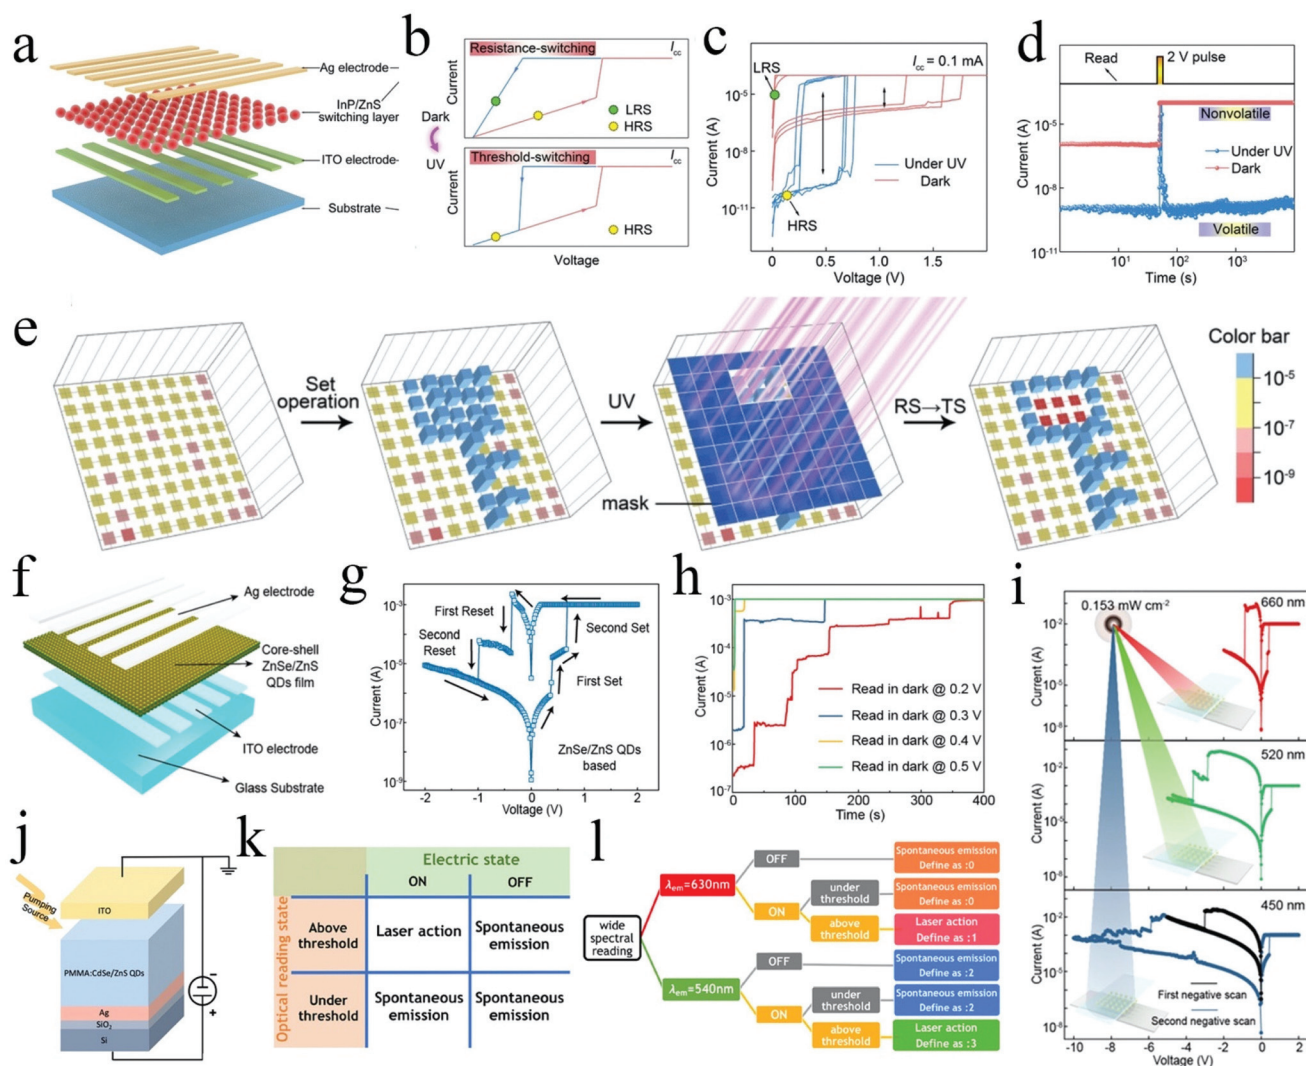 a
Ag electrode
InP/ZnS
switching layer
ITO electrode
Substrate
b
Resistance-switching
Icc
LRS
HRS
Current
Dark
UV
Threshold-switching
Icc
HRS
Current
Voltage
c
LRS
Icc = 0.1 mA
10-5
10-8
10-11
Current (A)
Under UV
Dark
HRS
0
0.5
1.0
1.5
Voltage (V)
d
Read
2 V pulse
Nonvolatile
Under UV
Dark
Volatile
10-5
10-8
10-11
Current (A)
101
102
103
Time (s)
e
Set
operation
UV
mask
RS→TS
Color bar
10-5
10-7
10-9
f
Ag electrode
Core-shell
ZnSe/ZnS
QDs film
ITO electrode
Glass Substrate
g
First Reset
Second
Reset
Second Set
First Set
ZnSe/ZnS QDs
based
10-3
10-5
10-7
10-9
Current (A)
-2
-1
0
1
2
Voltage (V)
h
10-3
10-4
10-5
10-6
10-7
Current (A)
Read in dark @ 0.2 V
Read in dark @ 0.3 V
Read in dark @ 0.4 V
Read in dark @ 0.5 V
0
100
200
300
400
Time (s)
i
0.153 mW cm-2
660 nm
10-2
10-5
10-8
Current (A)
520 nm
10-2
10-5
10-8
Current (A)
450 nm
10-2
10-5
10-8
Current (A)
First negative scan
Second negative scan
-10
-8
-6
-4
-2
0
2
Voltage (V)
j
Pumping
Source
ITO
PMMA:CdSe/ZnS QDs
Ag
SiO2
Si
−
+
k
Electric state
ON
OFF
Optical reading state
Above
threshold
Laser action
Spontaneous
emission
Under
threshold
Spontaneous
emission
Spontaneous
emission
l
wide
spectral
reading
λem=630nm
OFF
Spontaneous emission
Define as :0
ON
under
threshold
Spontaneous emission
Define as :0
above
threshold
Laser action
Define as :1
λem=540nm
OFF
Spontaneous emission
Define as :2
ON
under
threshold
Spontaneous emission
Define as :2
above
threshold
Laser action
Define as :3